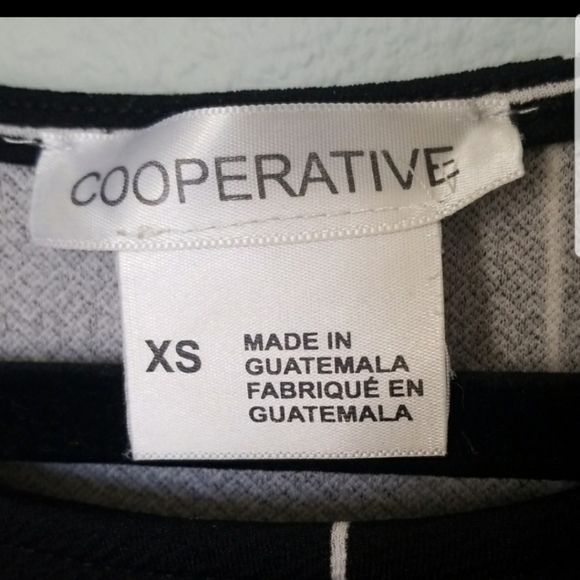 COOPERATIVE
XS
MADE IN
GUATEMALA
FABRIQUÉ EN
GUATEMALA